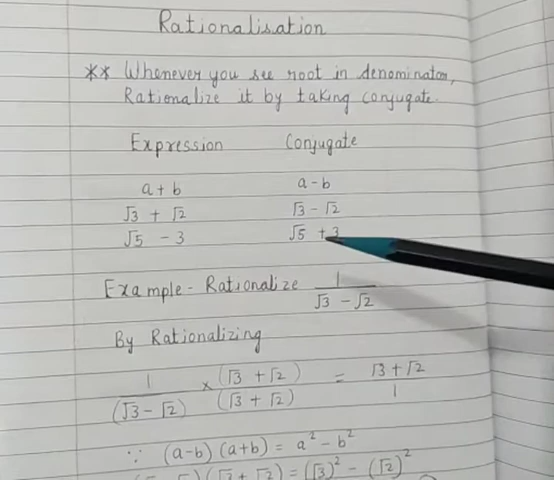 Rationalisation
** Whenever you see root in denominator,
Rationalize it by taking conjugate.
Expression Conjugate
a + b a - b
√3 + √2 √3 - √2
√5 - 3 √5 + 3
Example - Rationalize 1/(√3 - √2)
By Rationalizing
1/(√3 - √2) × (√3 + √2)/(√3 + √2) = (√3 + √2)/1
∵ (a-b) (a+b) = a² - b²
(√3 + √2) = (√3)² - (√2)²